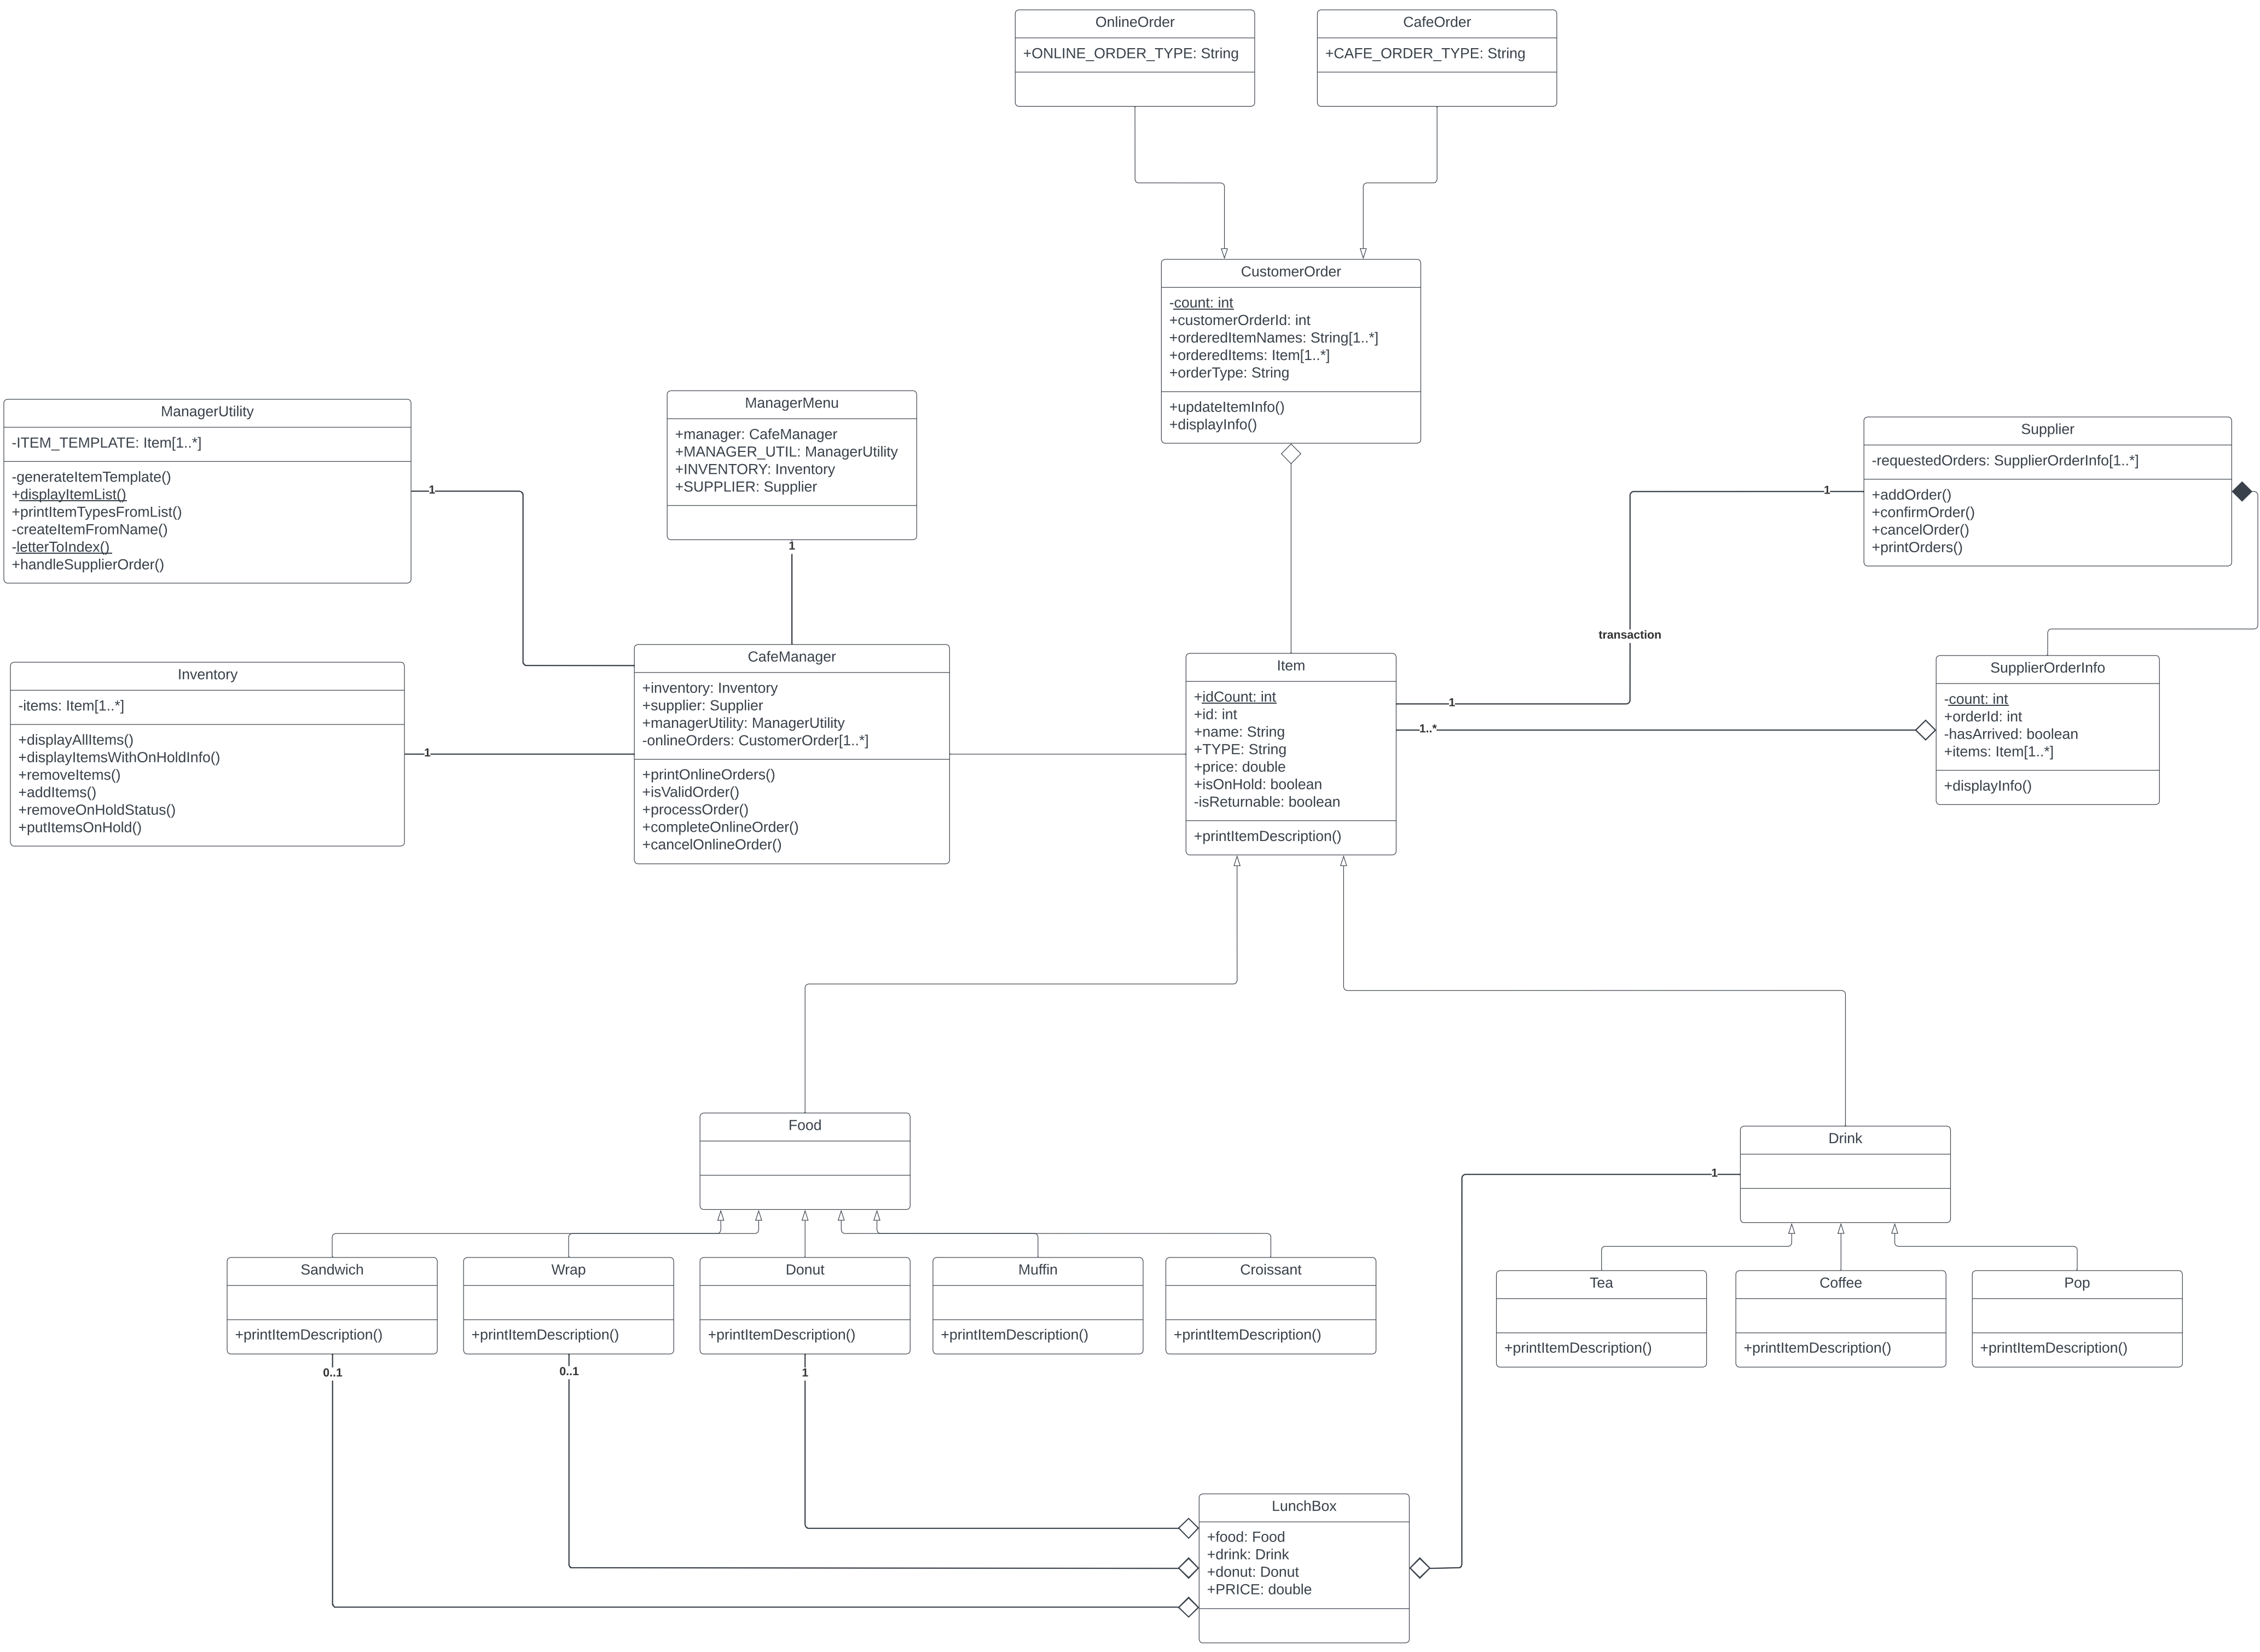 OnlineOrder
+ONLINE_ORDER_TYPE: String
CafeOrder
+CAFE_ORDER_TYPE: String
CustomerOrder
-count: int
+customerOrderId: int
+orderedItemNames: String[1..*]
+orderedItems: Item[1..*]
+orderType: String
+updateItemInfo()
+displayInfo()
ManagerUtility
-ITEM_TEMPLATE: Item[1..*]
-generateItemTemplate()
+displayItemList()
+printItemTypesFromList()
-createItemFromName()
-letterToIndex()
+handleSupplierOrder()
1
ManagerMenu
+manager: CafeManager
+MANAGER_UTIL: ManagerUtility
+INVENTORY: Inventory
+SUPPLIER: Supplier
1
Supplier
-requestedOrders: SupplierOrderInfo[1..*]
+addOrder()
+confirmOrder()
+cancelOrder()
+printOrders()
1
transaction
Inventory
-items: Item[1..*]
+displayAllItems()
+displayItemsWithOnHoldInfo()
+removeItems()
+addItems()
+removeOnHoldStatus()
+putItemsOnHold()
1
CafeManager
+inventory: Inventory
+supplier: Supplier
+managerUtility: ManagerUtility
-onlineOrders: CustomerOrder[1..*]
+printOnlineOrders()
+isValidOrder()
+processOrder()
+completeOnlineOrder()
+cancelOnlineOrder()
Item
+idCount: int
+id: int
+name: String
+TYPE: String
+price: double
+isOnHold: boolean
-isReturnable: boolean
+printItemDescription()
1
1..*
SupplierOrderInfo
-count: int
+orderId: int
-hasArrived: boolean
+items: Item[1..*]
+displayInfo()
Food
Drink
1
Sandwich
+printItemDescription()
0..1
Wrap
+printItemDescription()
0..1
Donut
+printItemDescription()
1
Muffin
+printItemDescription()
Croissant
+printItemDescription()
Tea
+printItemDescription()
Coffee
+printItemDescription()
Pop
+printItemDescription()
LunchBox
+food: Food
+drink: Drink
+donut: Donut
+PRICE: double